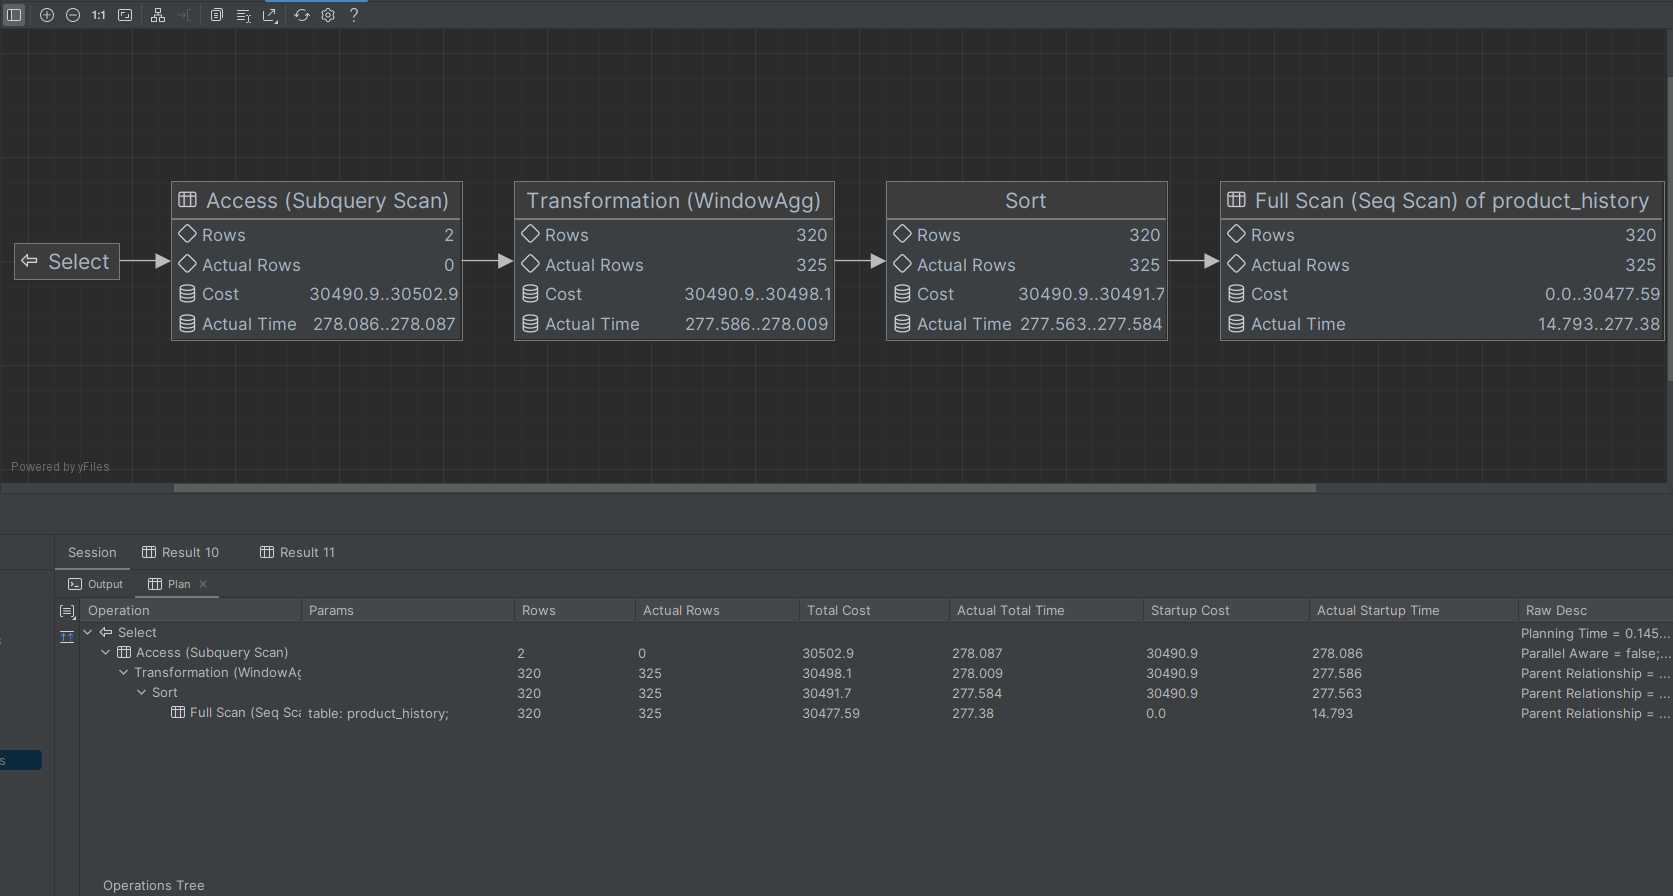 1:1
?
Select
Access (Subquery Scan)
Rows 2
Actual Rows 0
Cost 30490.9..30502.9
Actual Time 278.086..278.087
Transformation (WindowAgg)
Rows 320
Actual Rows 325
Cost 30490.9..30498.1
Actual Time 277.586..278.009
Sort
Rows 320
Actual Rows 325
Cost 30490.9..30491.7
Actual Time 277.563..277.584
Full Scan (Seq Scan) of product_history
Rows 320
Actual Rows 325
Cost 0.0..30477.59
Actual Time 14.793..277.38
Powered by yFiles
Session Result 10 Result 11
Output Plan
Operation Params Rows Actual Rows Total Cost Actual Total Time Startup Cost Actual Startup Time Raw Desc
Select Planning Time = 0.145...
Access (Subquery Scan) 2 0 30502.9 278.087 30490.9 278.086 Parallel Aware = false;...
Transformation (WindowAg 320 325 30498.1 278.009 30490.9 277.586 Parent Relationship = ...
Sort 320 325 30491.7 277.584 30490.9 277.563 Parent Relationship = ...
Full Scan (Seq Sca table: product_history; 320 325 30477.59 277.38 0.0 14.793 Parent Relationship = ...
s
Operations Tree